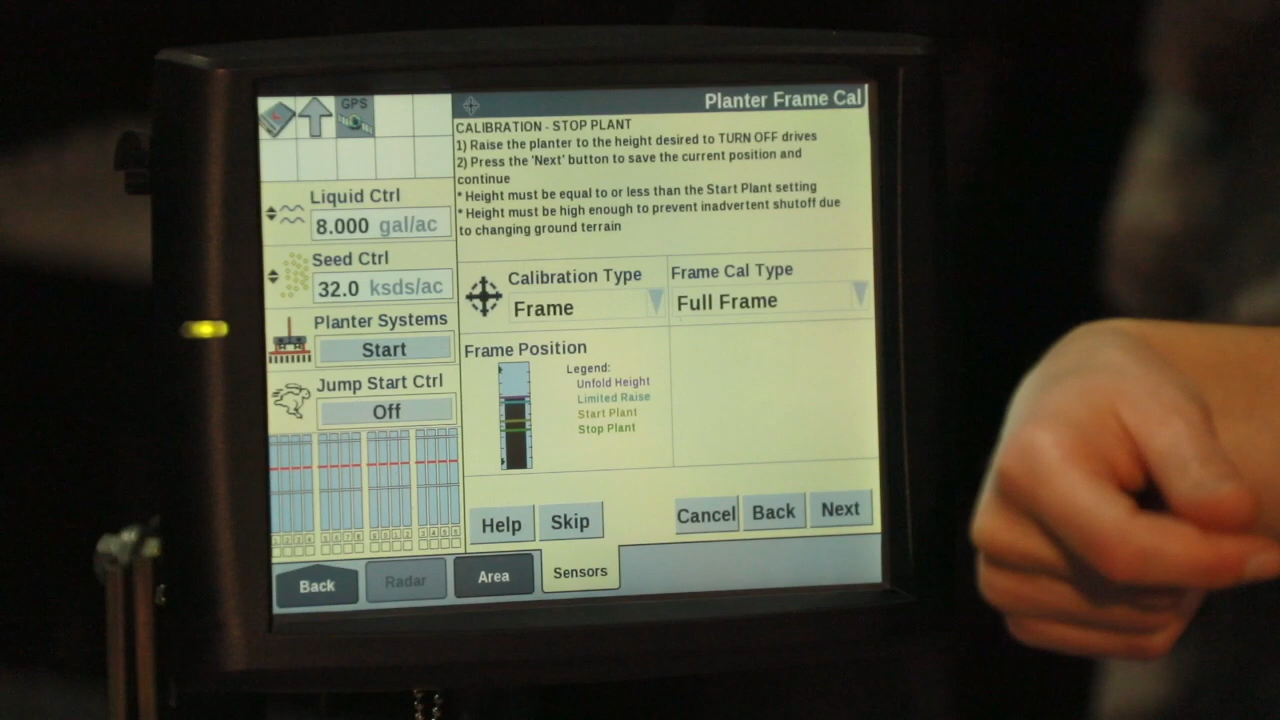 GPS
Planter Frame Cal
CALIBRATION - STOP PLANT
1) Raise the planter to the height desired to TURN OFF drives
2) Press the 'Next' button to save the current position and
continue
* Height must be equal to or less than the Start Plant setting
* Height must be high enough to prevent inadvertent shutoff due
to changing ground terrain
Liquid Ctrl
8.000 gal/ac
Seed Ctrl
32.0 ksds/ac
Planter Systems
Start
Jump Start Ctrl
Off
Calibration Type
Frame
Frame Cal Type
Full Frame
Frame Position
Legend:
Unfold Height
Limited Raise
Start Plant
Stop Plant
Help
Skip
Cancel
Back
Next
Back
Radar
Area
Sensors